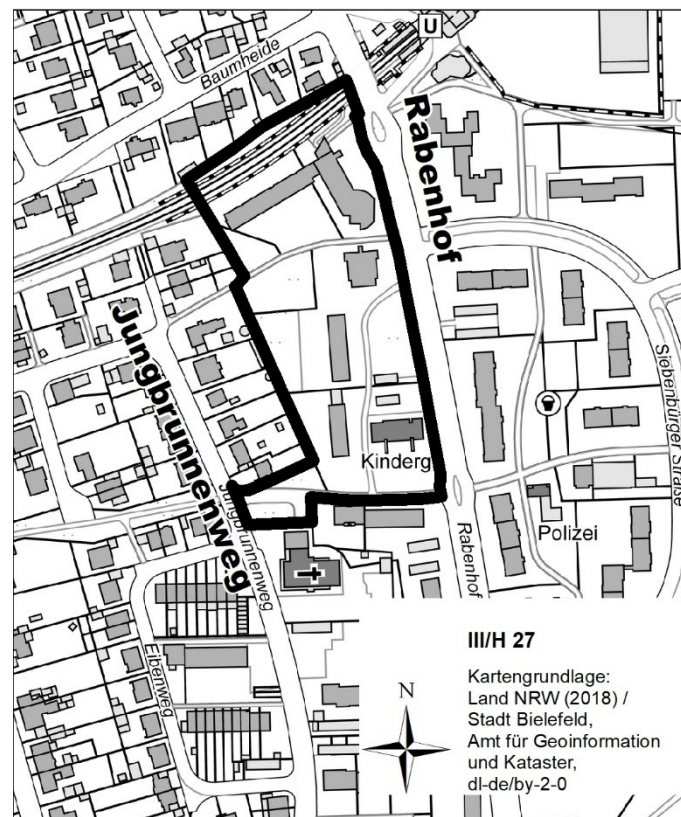 U
Baumheide
Rabenhof
Jungbrunnenweg
Siebenbürger Straße
Kinderg
Jungbrunnenweg
Rabenhof
Polizei
Eibenweg
III/H 27
Kartengrundlage:
Land NRW (2018) /
Stadt Bielefeld,
Amt für Geoinformation
und Kataster,
dl-de/by-2-0
N